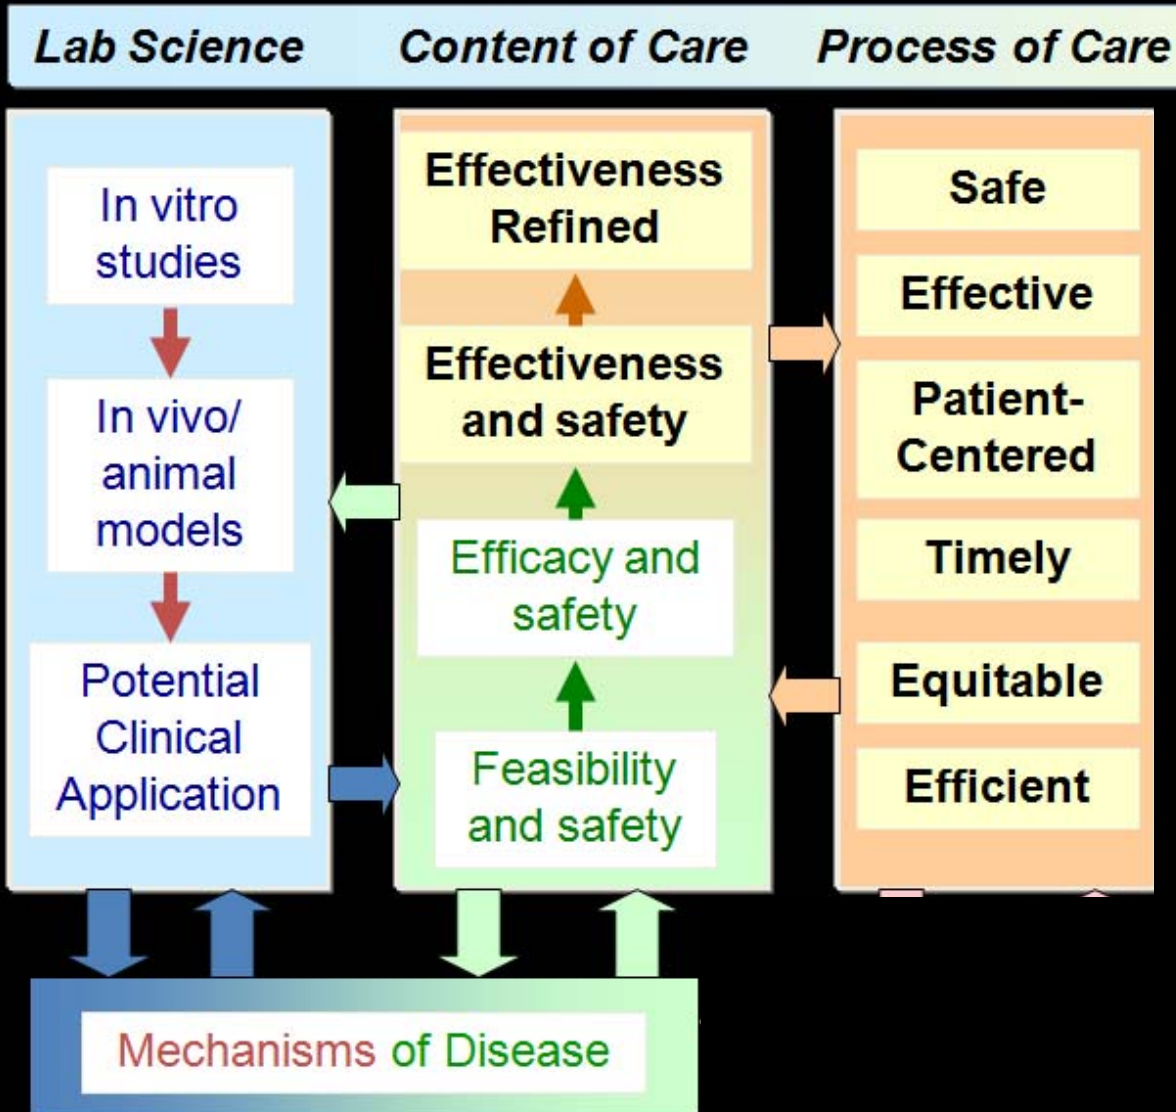 Lab Science
Content of Care
Process of Care
In vitro
studies
In vivo/
animal
models
Potential
Clinical
Application
Effectiveness
Refined
Effectiveness
and safety
Efficacy and
safety
Feasibility
and safety
Safe
Effective
Patient-
Centered
Timely
Equitable
Efficient
Mechanisms of Disease